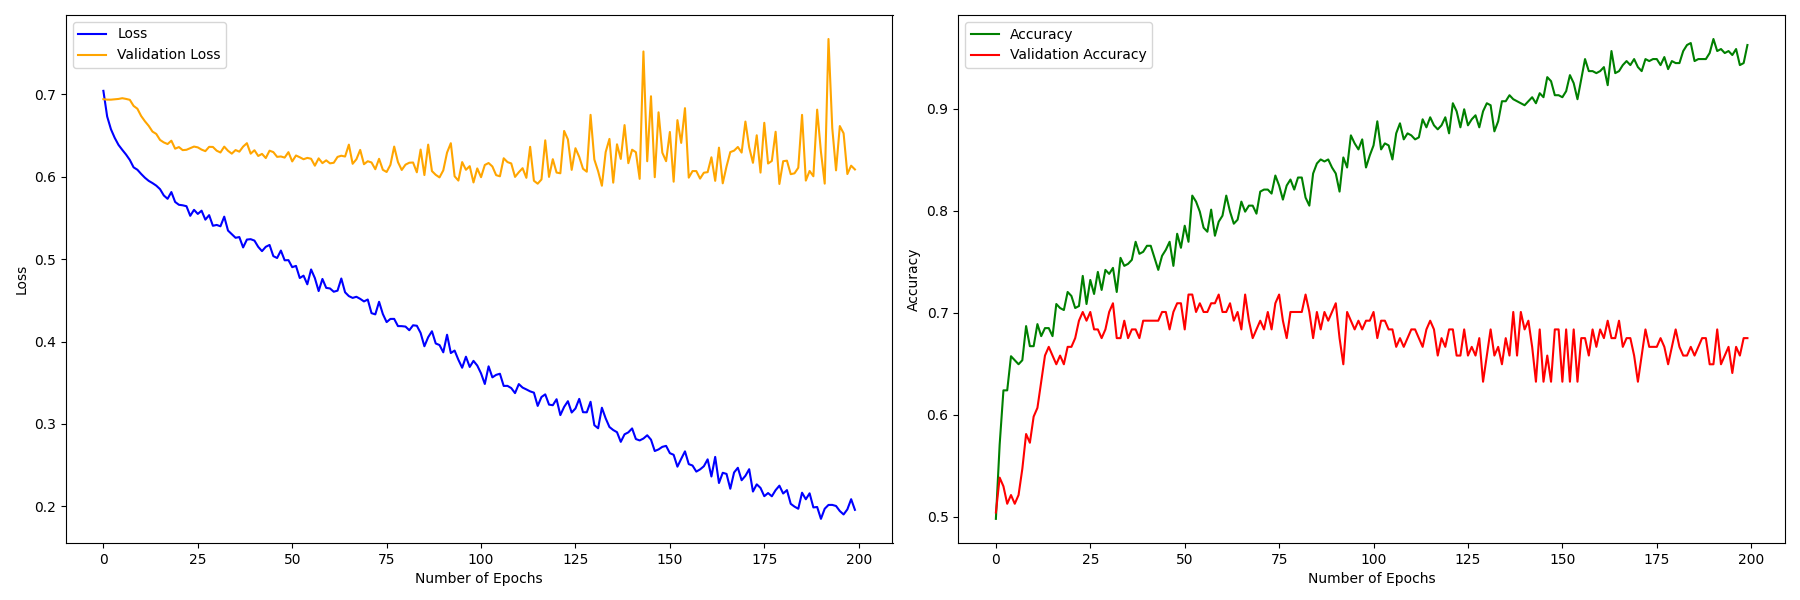 Loss
Validation Loss
0.7
0.6
0.5
0.4
0.3
0.2
Loss
0 25 50 75 100 125 150 175 200
Number of Epochs
Accuracy
Validation Accuracy
0.9
0.8
0.7
0.6
0.5
Accuracy
0 25 50 75 100 125 150 175 200
Number of Epochs